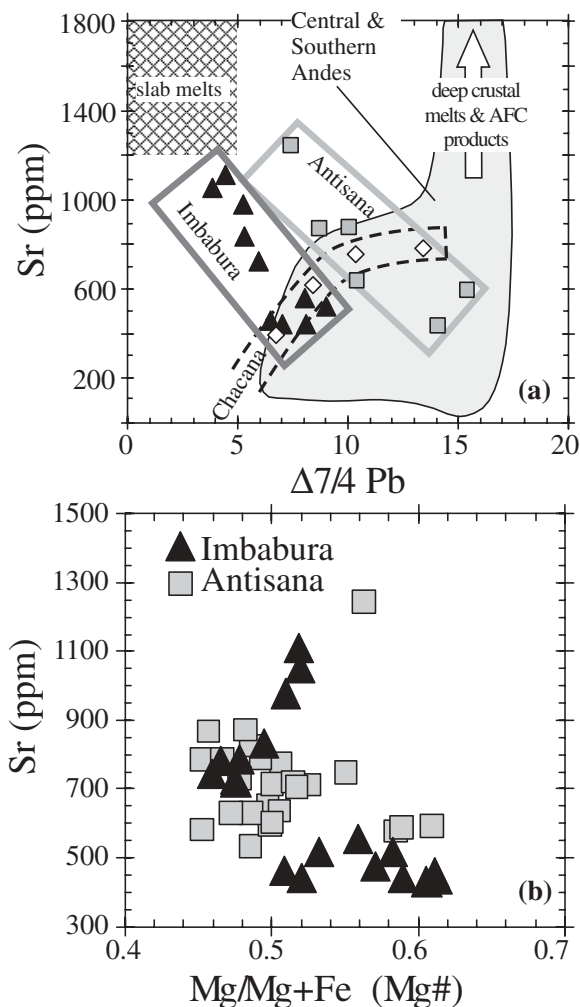 1800
1400
1000
600
200
Sr (ppm)
Central &
Southern
Andes
slab melts
deep crustal
melts & AFC
products
Antisana
Imbabura
Chacana
(a)
0 5 10 15 20
Δ7/4 Pb
1500
1300
1100
900
700
500
300
Sr (ppm)
Imbabura
Antisana
(b)
0.4 0.5 0.6 0.7
Mg/Mg+Fe (Mg#)